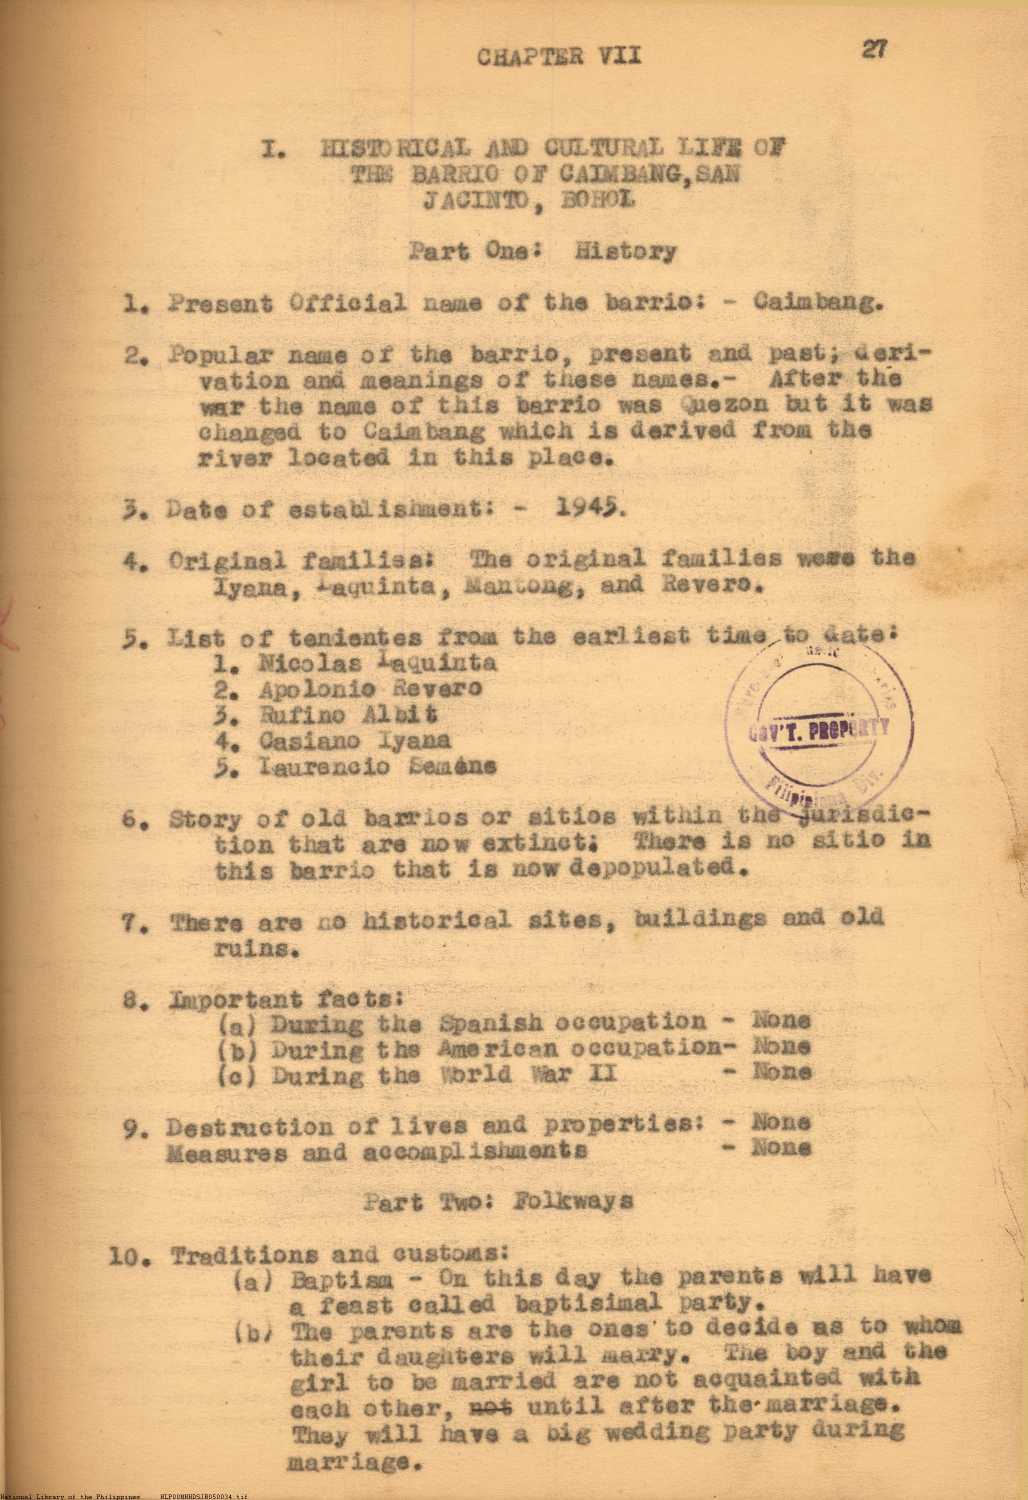 CHAPTER VII
27
I. HISTORICAL AND CULTURAL LIFE OF
THE BARRIO OF CAIMBANG,SAN
JACINTO, BOHOL
Part One: History
1. Present Official name of the barrio: - Caimbang.
2. Popular name of the barrio, present and past; deri-
vation and meanings of these names.- After the
war the name of this barrio was Quezon but it was
changed to Caimbang which is derived from the
river located in this place.
3. Date of establishment: - 1945.
4. Original families: The original families were the
Iyana, Laquinta, Mantong, and Revero.
5. List of tenientes from the earliest time to date:
1. Nicolas Laquinta
2. Apolonio Revero
3. Rufino Albit
4. Casiano Iyana
5. Laurencio Semène
GOV'T. PROPERTY
Filipiniana Div.
6. Story of old barrios or sitios within the jurisdic-
tion that are now extinct; There is no sitio in
this barrio that is now depopulated.
7. There are no historical sites, buildings and old
ruins.
8. Important facts:
(a) During the Spanish occupation - None
(b) During the American occupation- None
(c) During the World War II - None
9. Destruction of lives and properties: - None
Measures and accomplishments - None
Part Two: Folkways
10. Traditions and customs:
(a) Baptism - On this day the parents will have
a feast called baptisimal party.
(b) The parents are the ones to decide as to whom
their daughters will marry. The boy and the
girl to be married are not acquainted with
each other, not until after the marriage.
They will have a big wedding party during
marriage.
National Library of the Philippines